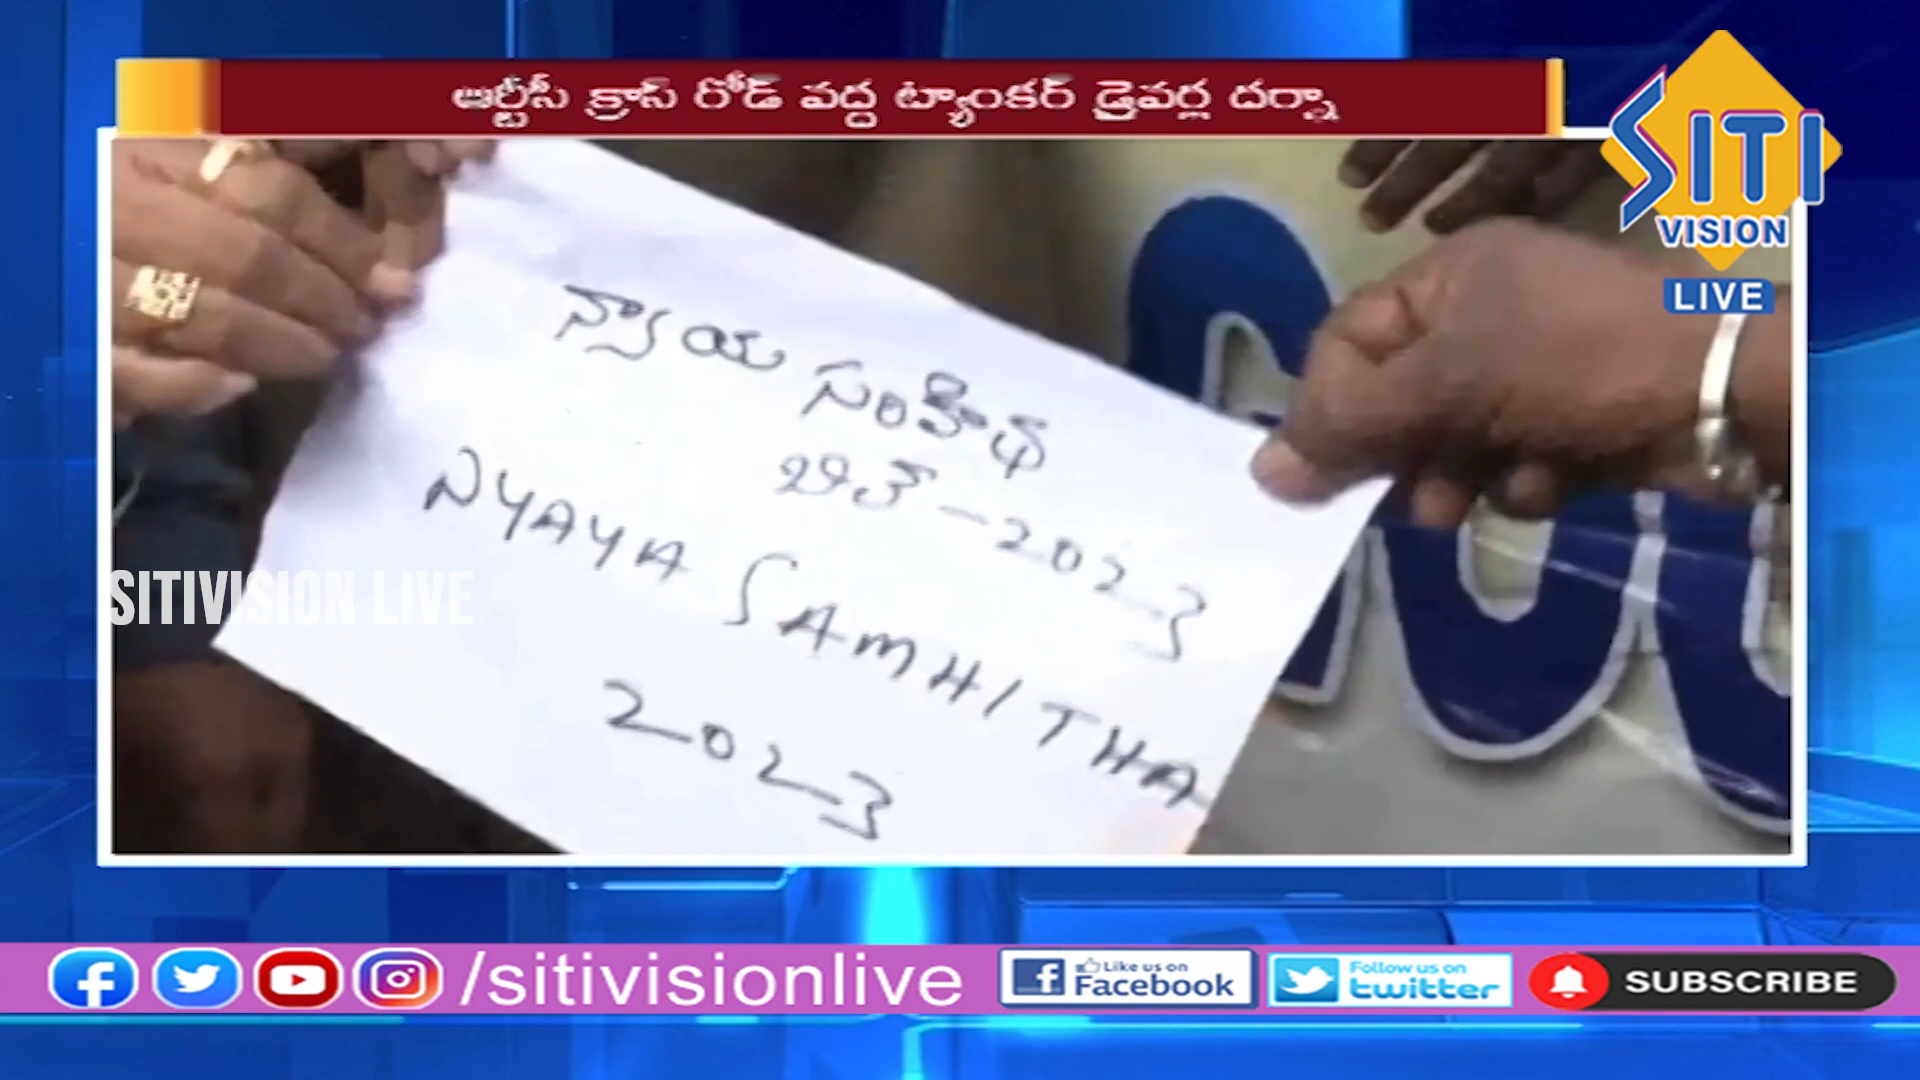 ఆర్టీసీ క్రాస్ రోడ్ వద్ద ట్యాంకర్ డ్రైవర్ల దర్నా
SITI
VISION
LIVE
న్యాయ సంహిత
బిల్ - 2023
NYAYA SAMHITHA
2023
SITIVISION LIVE
/sitivisionlive
Like us on
Facebook
Follow us on
twitter
SUBSCRIBE